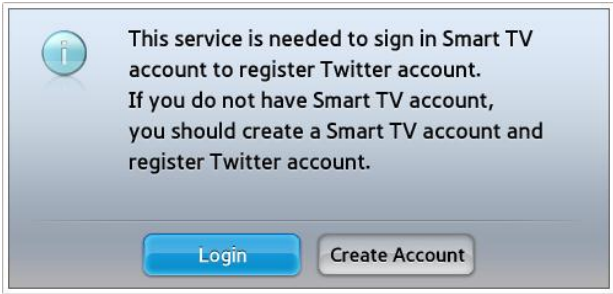 This service is needed to sign in Smart TV
account to register Twitter account.
If you do not have Smart TV account,
you should create a Smart TV account and
register Twitter account.
Login
Create Account